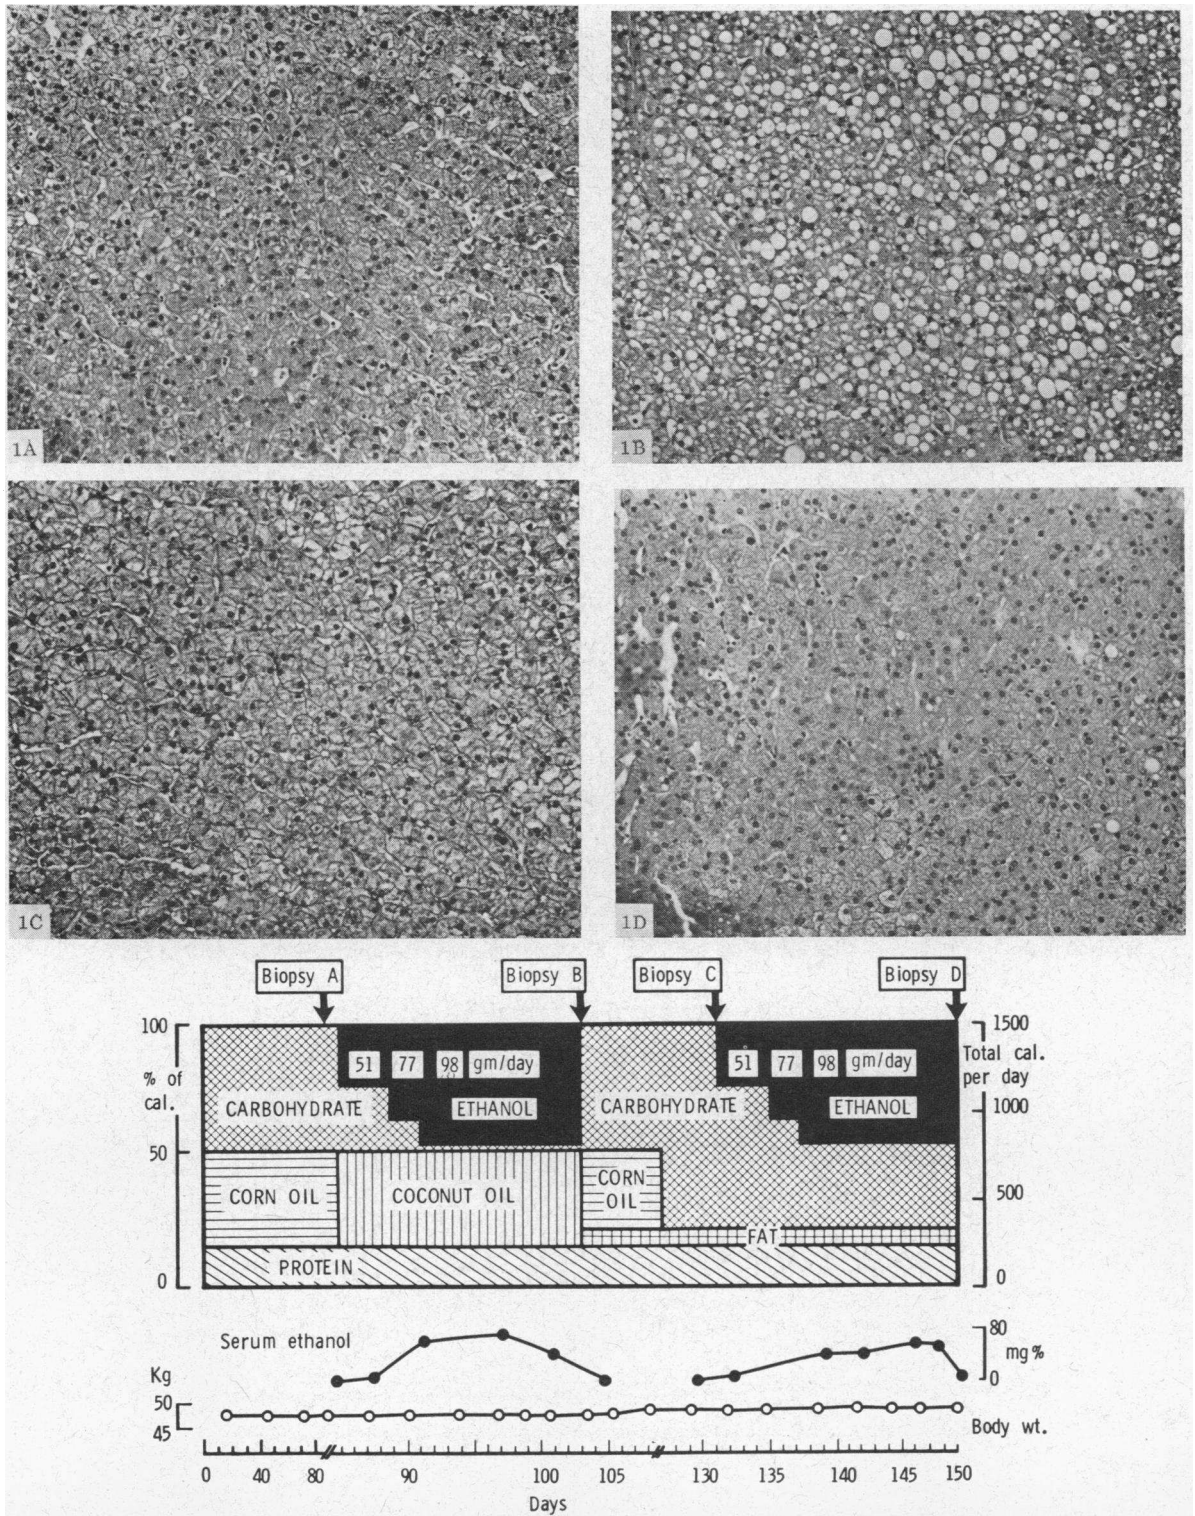 1A
1B
1C
1D
Biopsy A
Biopsy B
Biopsy C
Biopsy D
100
% of
cal.
50
0
51
77
98
gm/day
CARBOHYDRATE
ETHANOL
CORN OIL
COCONUT OIL
PROTEIN
51
77
98
gm/day
CARBOHYDRATE
ETHANOL
CORN
OIL
FAT
1500
Total cal.
per day
1000
500
0
Serum ethanol
80
mg%
0
Kg
50
45
Body wt.
0 40 80 90 100 105 130 135 140 145 150
Days